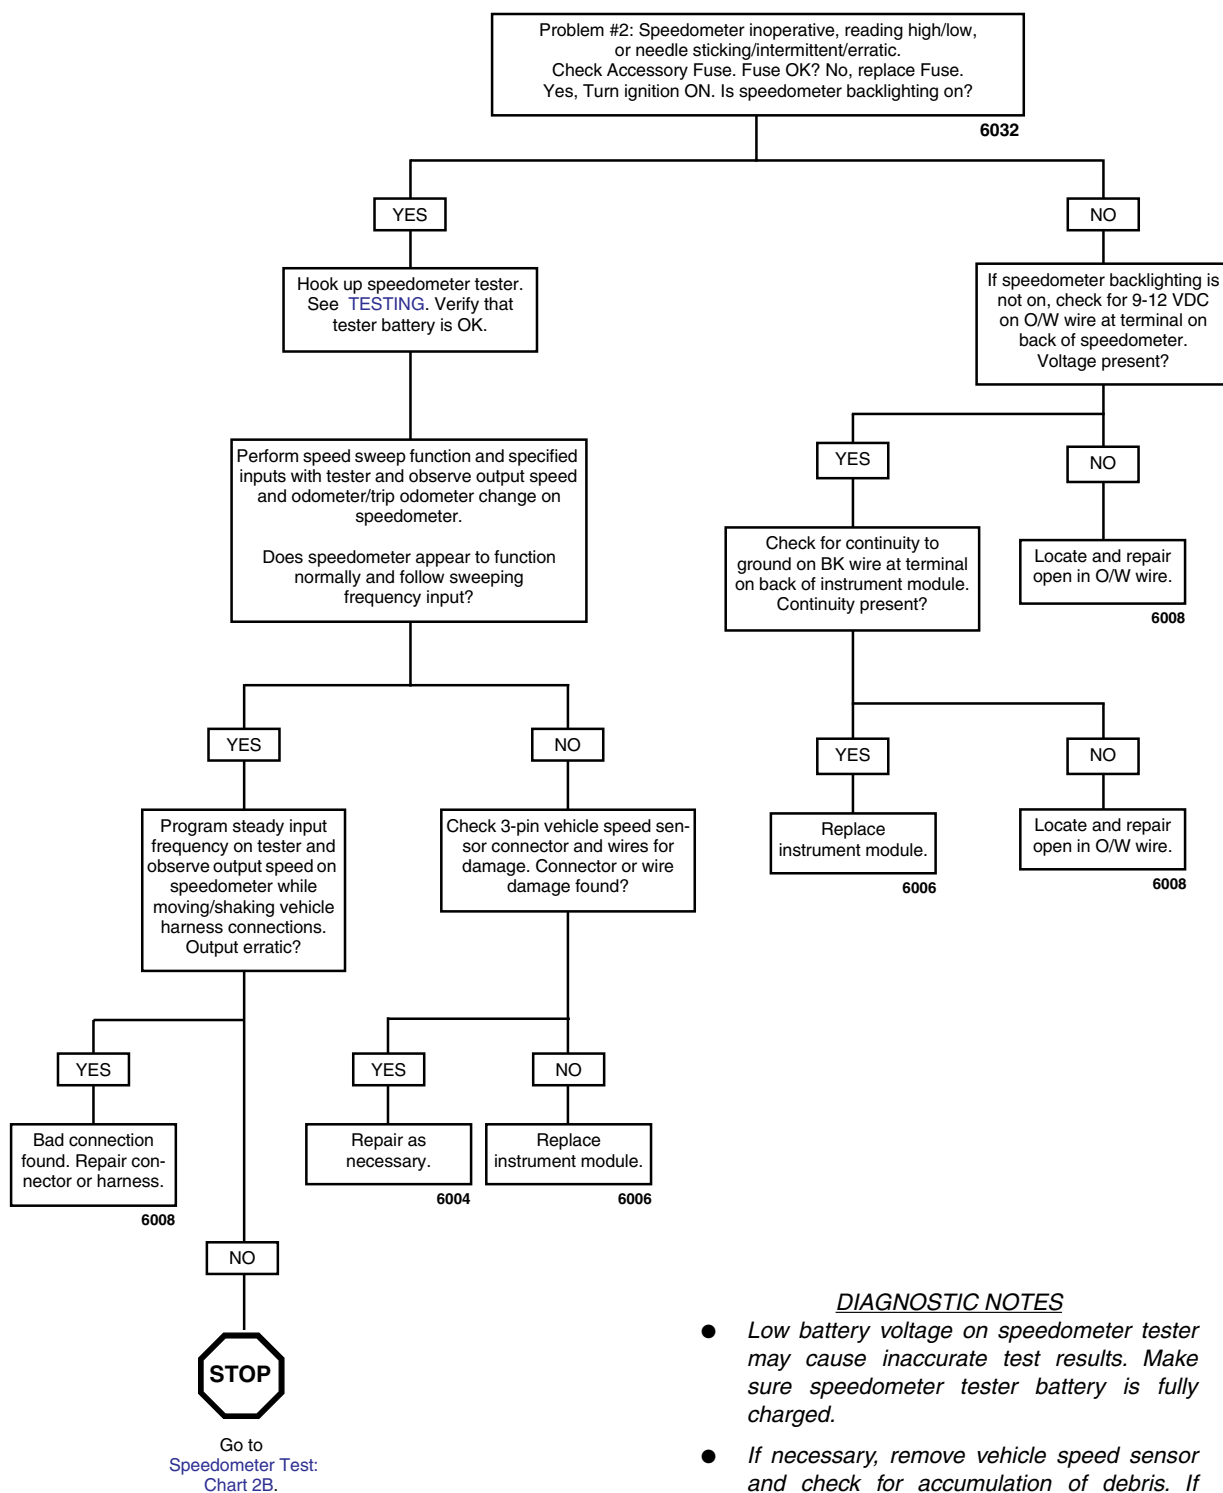 Problem #2: Speedometer inoperative, reading high/low,
or needle sticking/intermittent/erratic.
Check Accessory Fuse. Fuse OK? No, replace Fuse.
Yes, Turn ignition ON. Is speedometer backlighting on?
6032
YES
NO
Hook up speedometer tester.
See TESTING. Verify that
tester battery is OK.
If speedometer backlighting is
not on, check for 9-12 VDC
on O/W wire at terminal on
back of speedometer.
Voltage present?
Perform speed sweep function and specified
inputs with tester and observe output speed
and odometer/trip odometer change on
speedometer.
Does speedometer appear to function
normally and follow sweeping
frequency input?
YES
NO
Check for continuity to
ground on BK wire at terminal
on back of instrument module.
Continuity present?
Locate and repair
open in O/W wire.
6008
YES
NO
YES
NO
Program steady input
frequency on tester and
observe output speed on
speedometer while
moving/shaking vehicle
harness connections.
Output erratic?
Check 3-pin vehicle speed sen-
sor connector and wires for
damage. Connector or wire
damage found?
Replace
instrument module.
6006
Locate and repair
open in O/W wire.
6008
YES
YES
NO
Bad connection
found. Repair con-
nector or harness.
6008
Repair as
necessary.
6004
Replace
instrument module.
6006
NO
STOP
Go to
Speedometer Test:
Chart 2B.
DIAGNOSTIC NOTES
● Low battery voltage on speedometer tester
may cause inaccurate test results. Make
sure speedometer tester battery is fully
charged.
● If necessary, remove vehicle speed sensor
and check for accumulation of debris. If